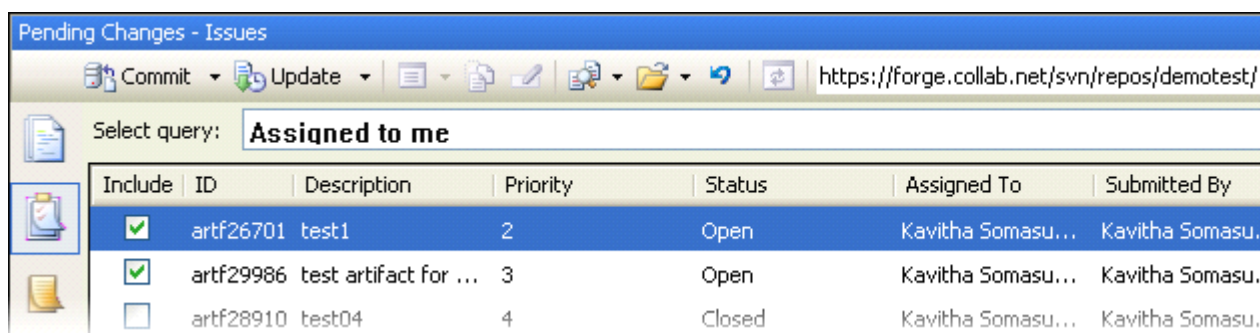 Pending Changes - Issues
Commit Update https://forge.collab.net/svn/repos/demotest/
Select query: Assigned to me
Include ID Description Priority Status Assigned To Submitted By
artf26701 test1 2 Open Kavitha Somasu... Kavitha Somasu.
artf29986 test artifact for ... 3 Open Kavitha Somasu... Kavitha Somasu.
artf28910 test04 4 Closed Kavitha Somasu... Kavitha Somasu.